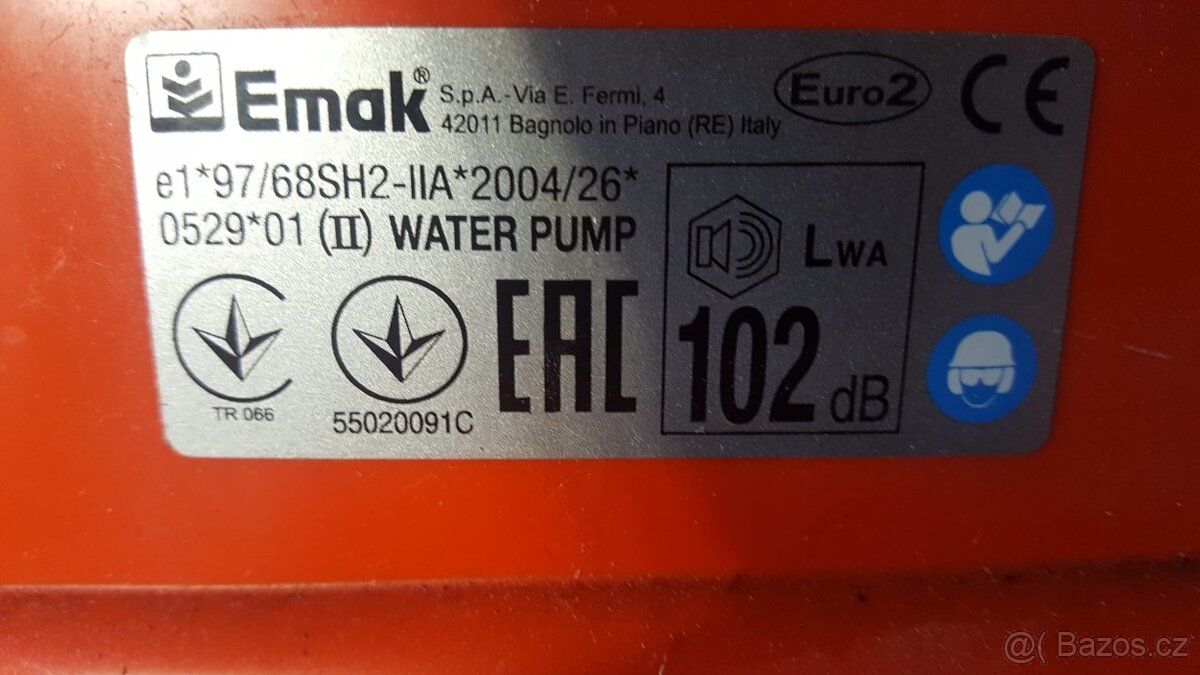 Emak® S.p.A.-Via E. Fermi, 4
42011 Bagnolo in Piano (RE) Italy
Euro2
CE
e1*97/68SH2-IIA*2004/26*
0529*01 (II) WATER PUMP
TR 066
55020091C
EAC
LWA
102 dB
@( Bazos.cz